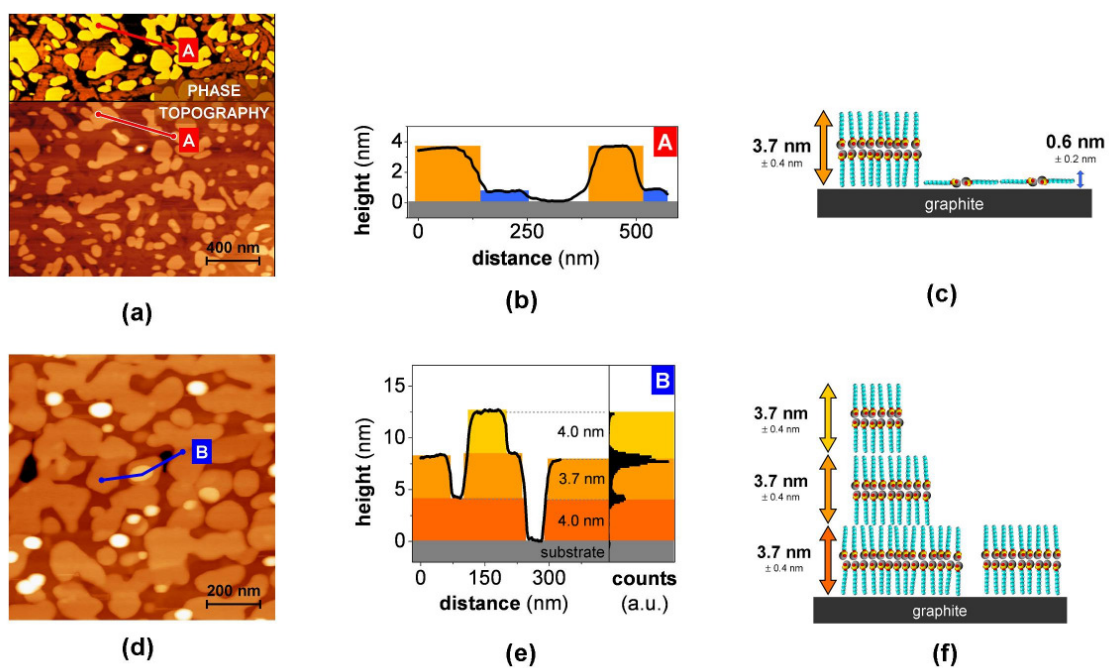 A
PHASE
TOPOGRAPHY
A
400 nm
(a)
height (nm)
4
2
0
A
0
250
500
distance (nm)
(b)
3.7 nm
± 0.4 nm
0.6 nm
± 0.2 nm
graphite
(c)
B
200 nm
(d)
height (nm)
15
10
5
0
B
4.0 nm
3.7 nm
4.0 nm
substrate
0
150
300
counts
distance (nm)
(a.u.)
(e)
3.7 nm
± 0.4 nm
3.7 nm
± 0.4 nm
3.7 nm
± 0.4 nm
graphite
(f)